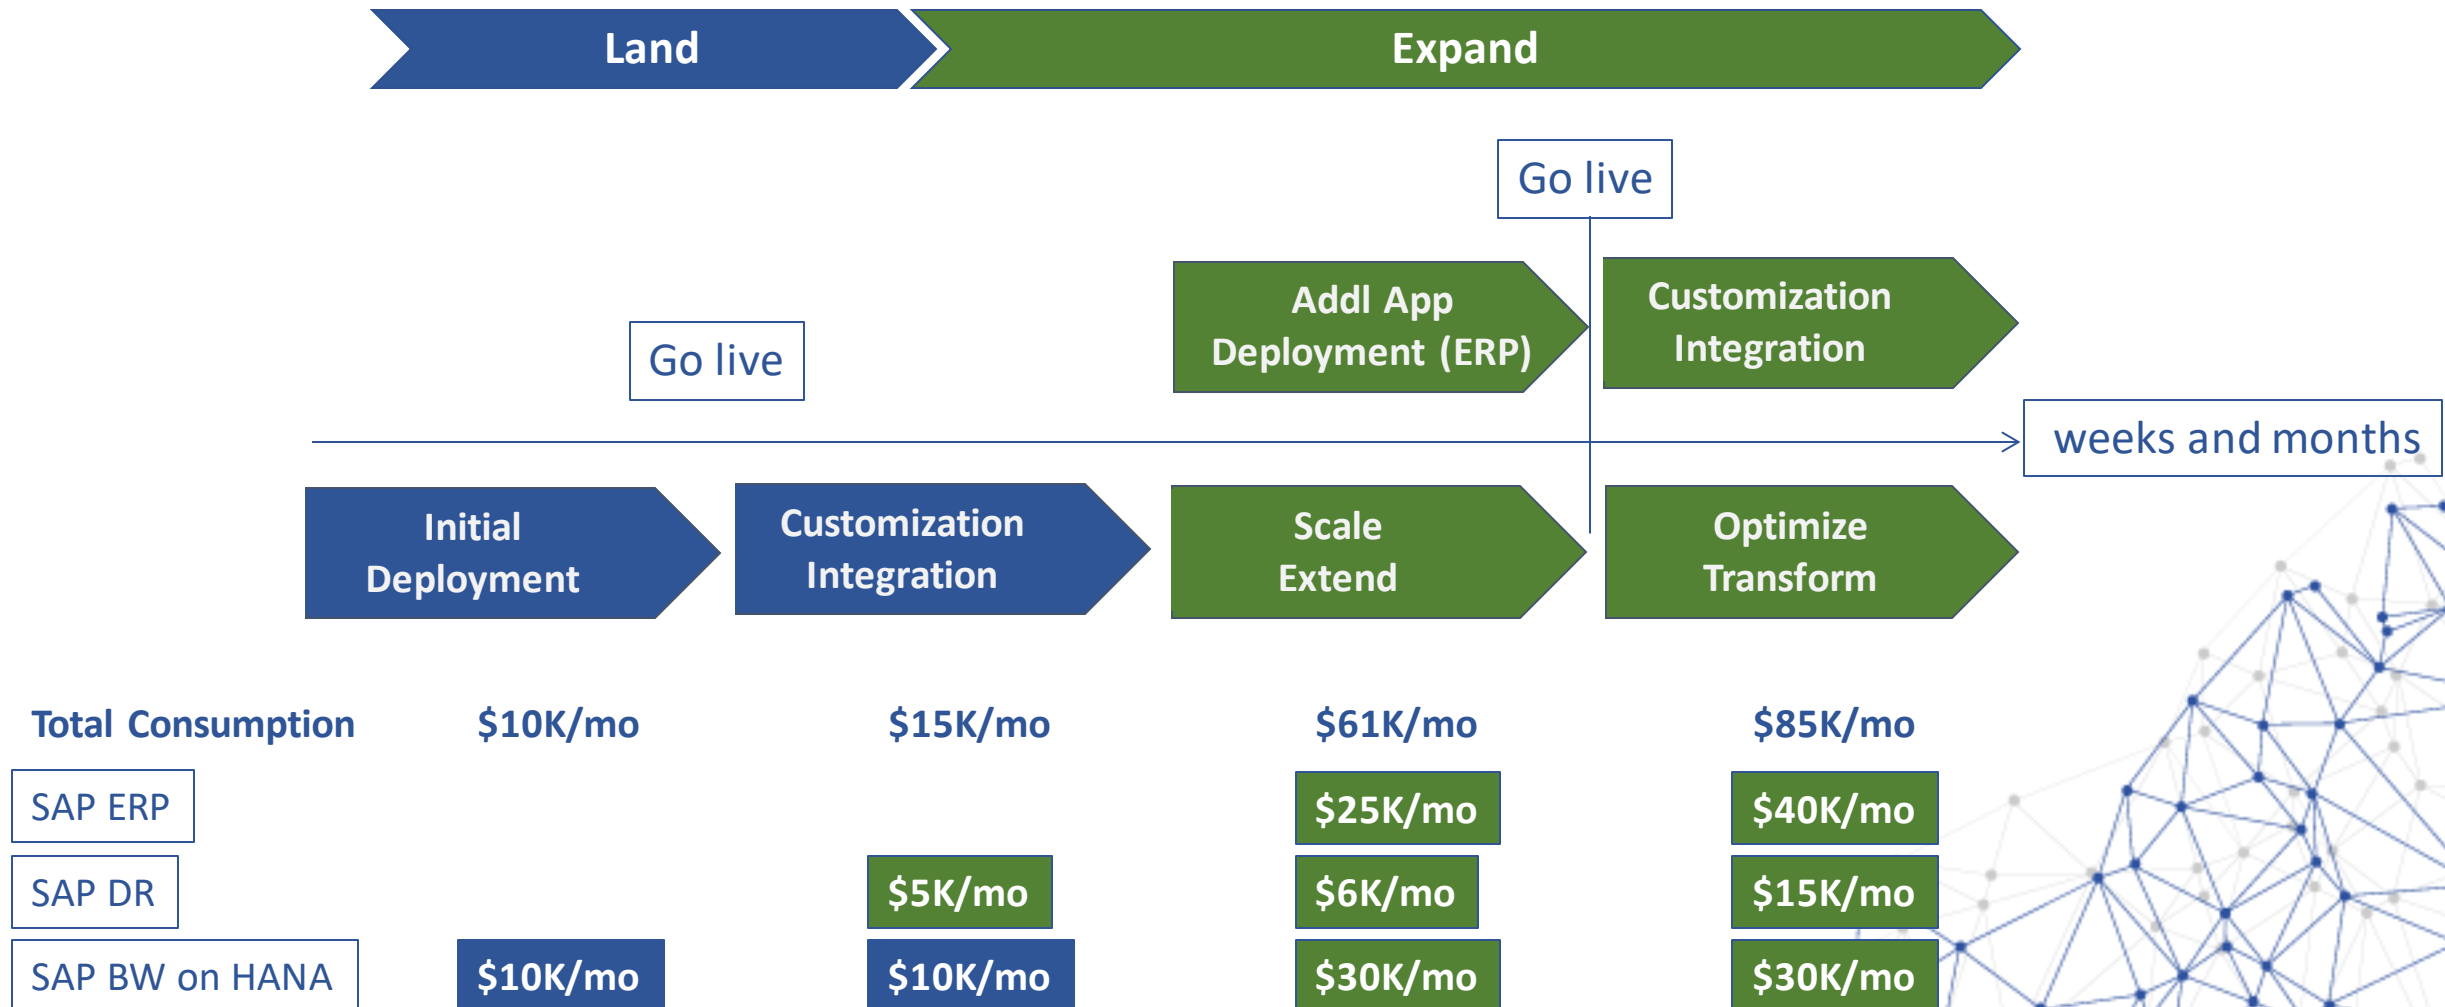 Land
Expand
Go live
Addl App
Deployment (ERP)
Customization
Integration
Go live
weeks and months
Initial
Deployment
Customization
Integration
Scale
Extend
Optimize
Transform
Total Consumption $10K/mo $15K/mo $61K/mo $85K/mo
SAP ERP $25K/mo $40K/mo
SAP DR $5K/mo $6K/mo $15K/mo
SAP BW on HANA $10K/mo $10K/mo $30K/mo $30K/mo